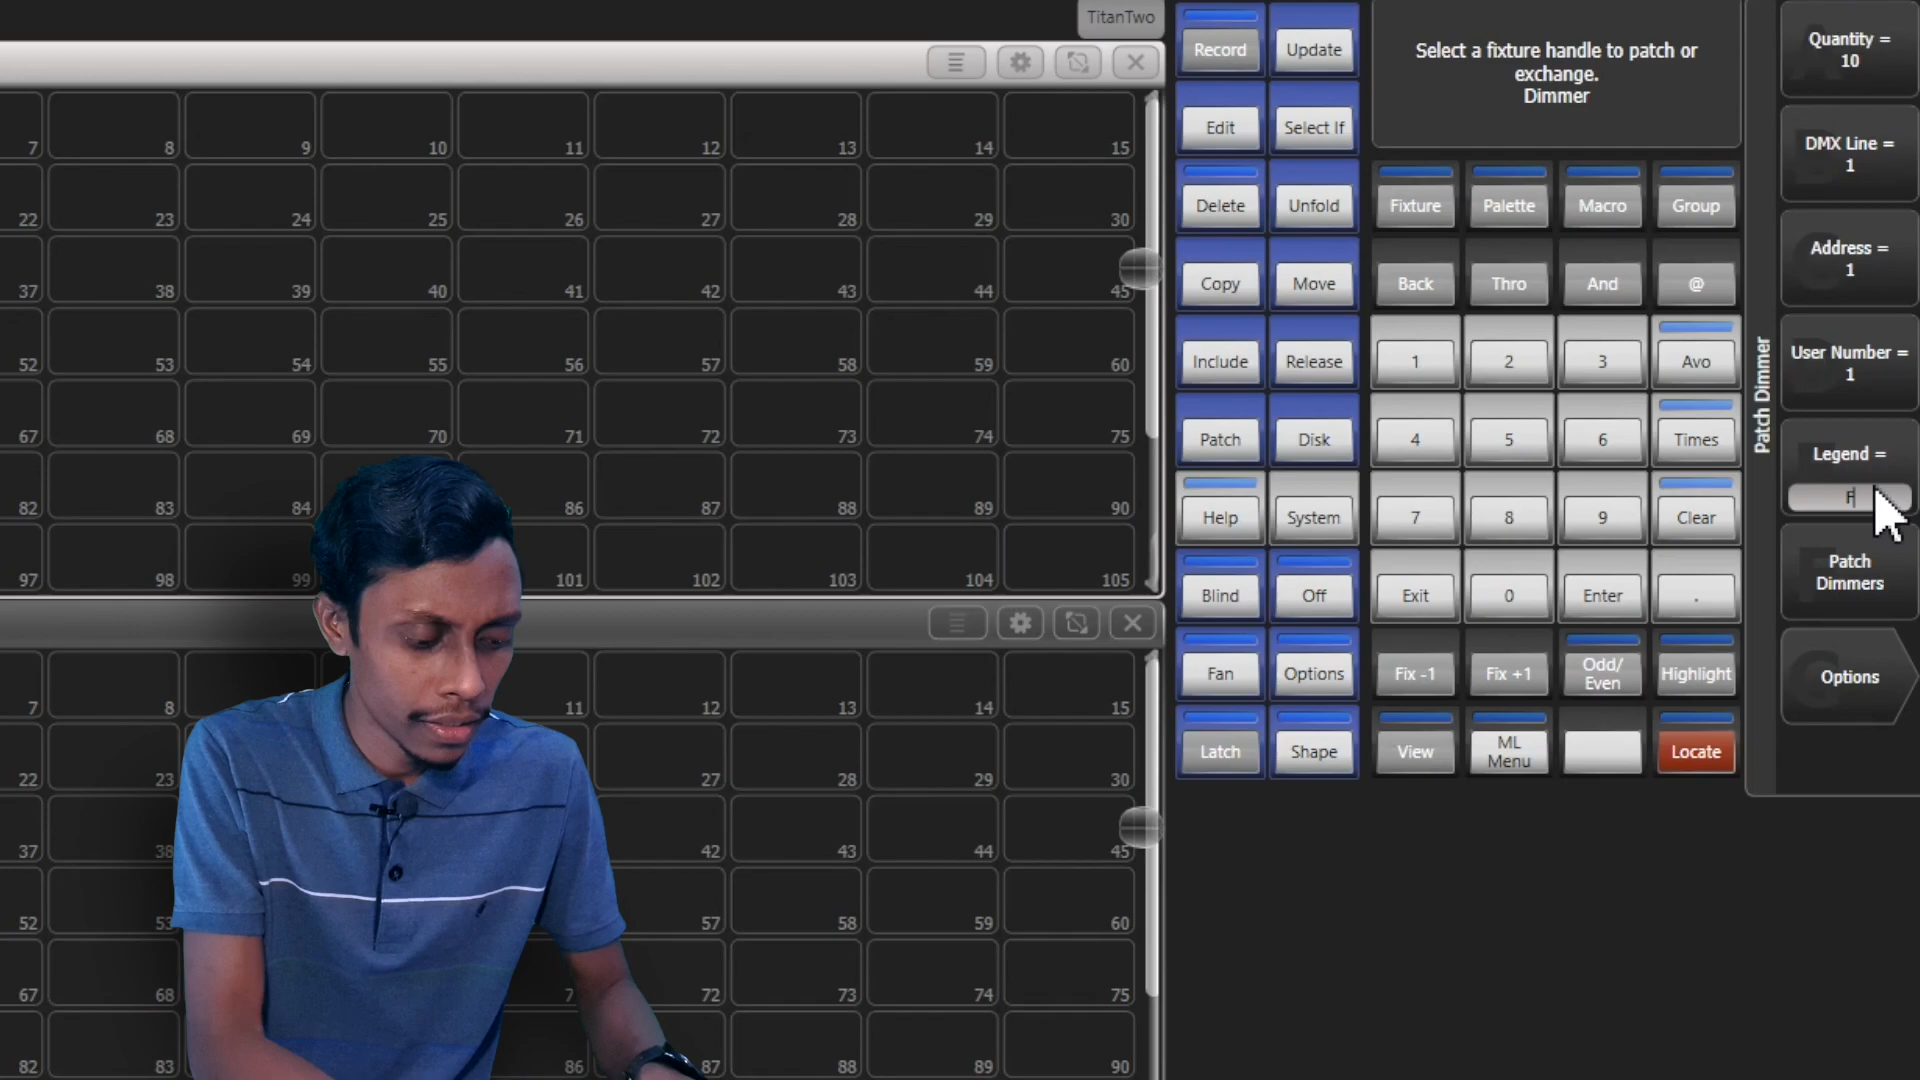 TitanTwo
7 8 9 10 11 12 13 14 15
22 23 24 25 26 27 28 29 30
37 38 39 40 41 42 43 44 45
52 53 54 55 56 57 58 59 60
67 68 69 70 71 72 73 74 75
82 83 84 86 87 88 89 90
97 98 99 101 102 103 104 105
7 8 11 12 13 14 15
22 23 27 28 29 30
37 38 42 43 44 45
52 53 57 58 59 60
67 68 72 73 74 75
82 83 86 87 88 89 90
Record Update
Edit Select If
Delete Unfold
Copy Move
Include Release
Patch Disk
Help System
Blind Off
Fan Options
Latch Shape
Select a fixture handle to patch or
exchange.
Dimmer
Fixture Palette Macro Group
Back Thro And @
1 2 3 Avo
4 5 6 Times
7 8 9 Clear
Exit 0 Enter .
Fix -1 Fix +1 Odd/
Even Highlight
View ML
Menu Locate
Patch Dimmer
Quantity =
10
DMX Line =
1
Address =
1
User Number =
1
Legend =
F
Patch
Dimmers
Options